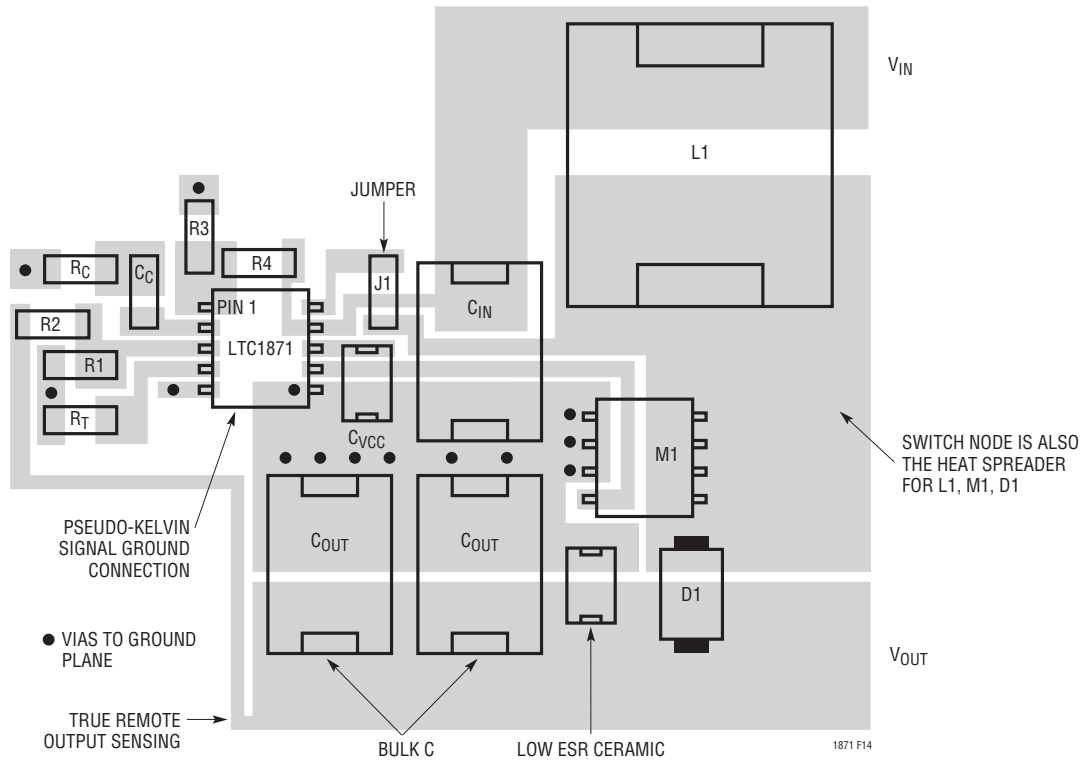 VIN
L1
JUMPER
R3
RC
CC
R4
J1
CIN
PIN 1
R2
LTC1871
R1
RT
CVCC
M1
SWITCH NODE IS ALSO
THE HEAT SPREADER
FOR L1, M1, D1
PSEUDO-KELVIN
SIGNAL GROUND
CONNECTION
COUT
COUT
D1
VIAS TO GROUND
PLANE
VOUT
TRUE REMOTE
OUTPUT SENSING
BULK C
LOW ESR CERAMIC
1871 F14